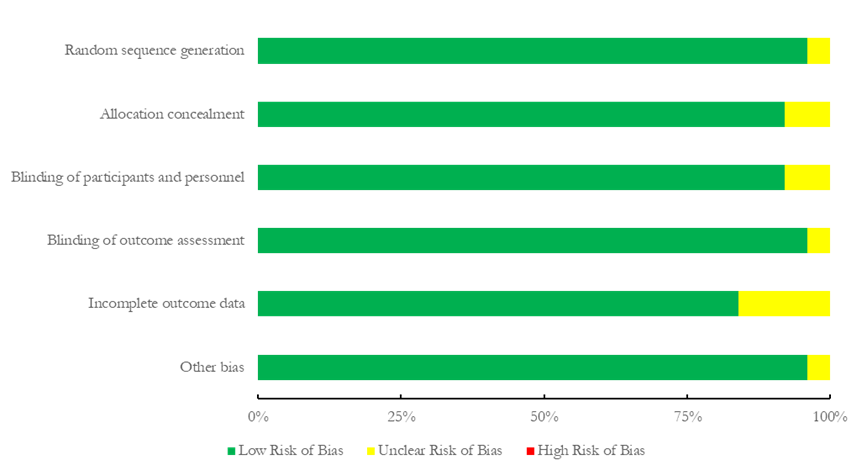 Random sequence generation
Allocation concealment
Blinding of participants and personnel
Blinding of outcome assessment
Incomplete outcome data
Other bias
0% 25% 50% 75% 100%
Low Risk of Bias Unclear Risk of Bias High Risk of Bias